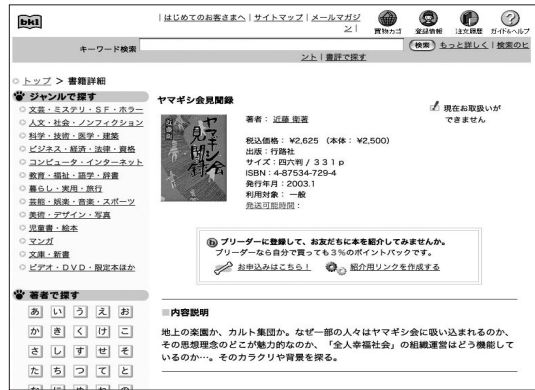 bk1
| はじめてのお客さまへ | サイトマップ | メールマガジン |
買物カゴ 登録情報 注文履歴 ガイド&ヘルプ
キーワード検索 検索 もっと詳しく | 検索のヒント | 書評で探す
トップ > 書籍詳細
ジャンルで探す
文芸・ミステリ・SF・ホラー
人文・社会・ノンフィクション
科学・技術・医学・建築
ビジネス・経済・法律・資格
コンピュータ・インターネット
教育・福祉・語学・辞書
暮らし・実用・旅行
芸能・娯楽・音楽・スポーツ
美術・デザイン・写真
児童書・絵本
マンガ
文庫・新書
ビデオ・DVD・限定本ほか
著者で探す
あ い う え お
か き く け こ
さ し す せ そ
た ち つ て と
ヤマギシ会見聞録
ヤマギシ会
見聞録
著者: 近藤 衛著
税込価格: ¥2,625 (本体: ¥2,500)
出版:行路社
サイズ:四六判 / 331p
ISBN:4-87534-729-4
発行年月:2003.1
利用対象: 一般
発送可能時間:
現在お取扱いが
できません
ブリーダーに登録して、お友だちに本を紹介してみませんか。
ブリーダーなら自分で買っても3%のポイントバックです。
お申込みはこちら! 紹介用リンクを作成する
■内容説明
地上の楽園か、カルト集団か。なぜ一部の人々はヤマギシ会に吸い込まれるのか、
その思想理念のどこが魅力的なのか、「全人幸福社会」の組織運営はどう機能して
いるのか…。そのカラクリや背景を探る。